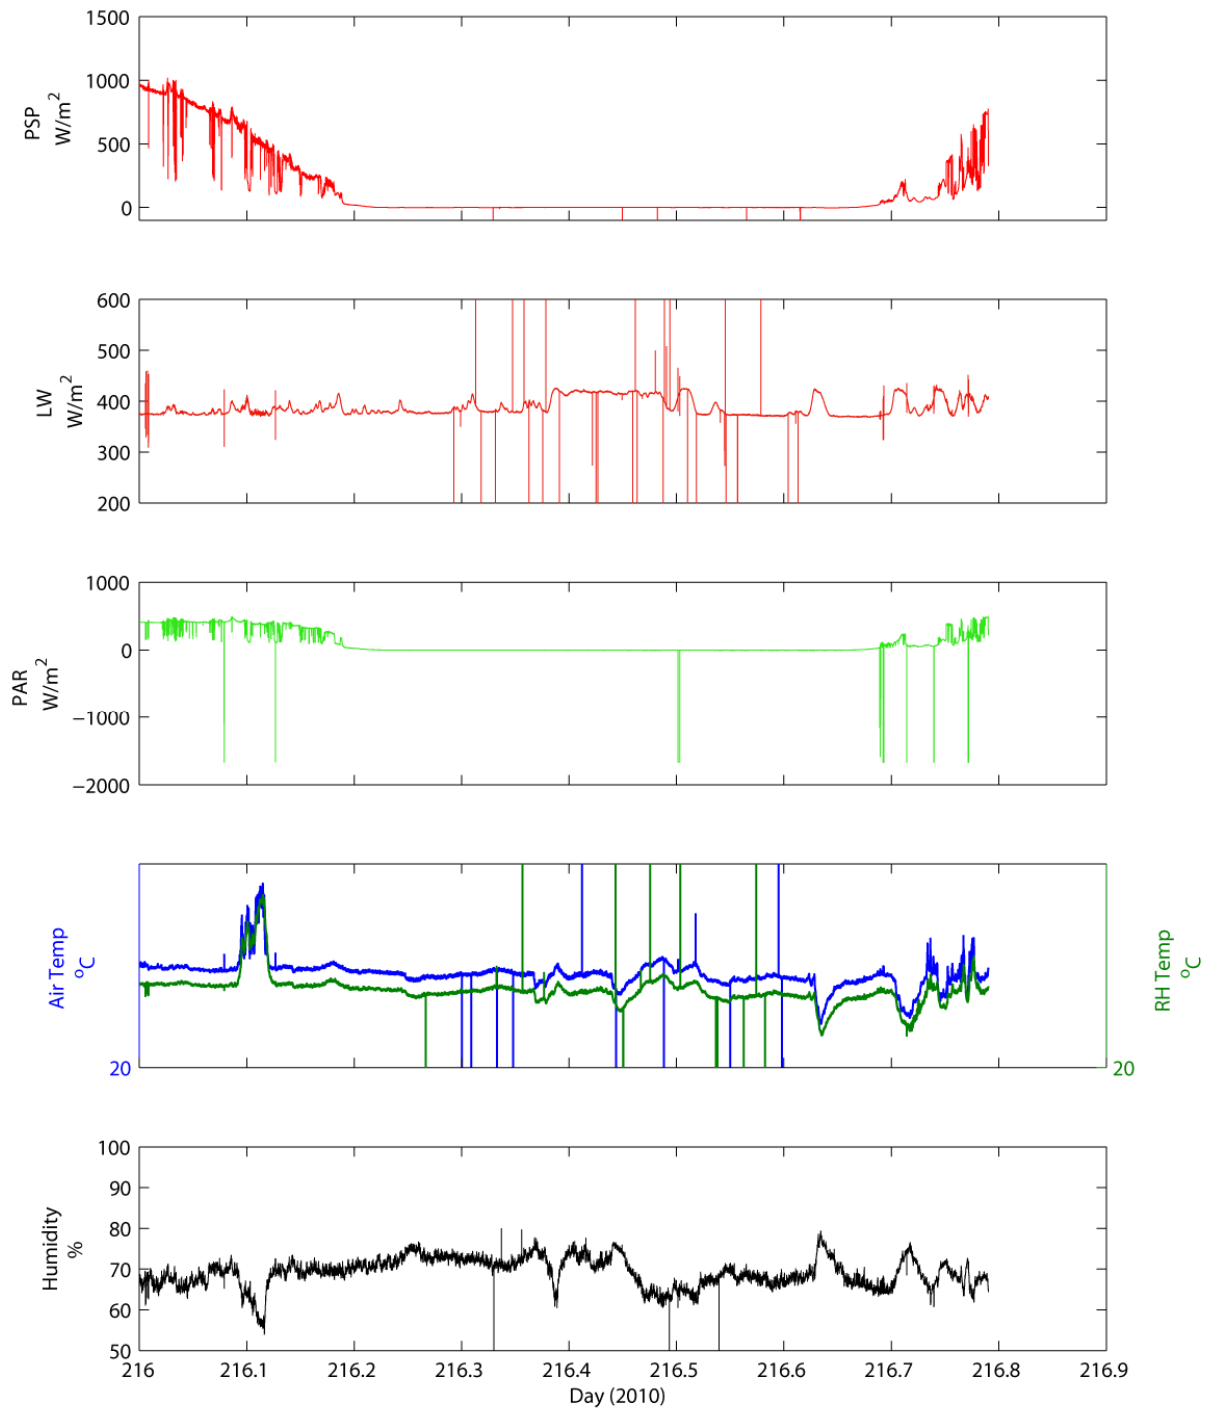 1500
1000
500
0
PSP
W/m2
600
500
400
300
200
LW
W/m2
1000
0
−1000
−2000
PAR
W/m2
Air Temp
oC
20
RH Temp
oC
20
100
90
80
70
60
50
Humidity
%
216 216.1 216.2 216.3 216.4 216.5 216.6 216.7 216.8 216.9
Day (2010)